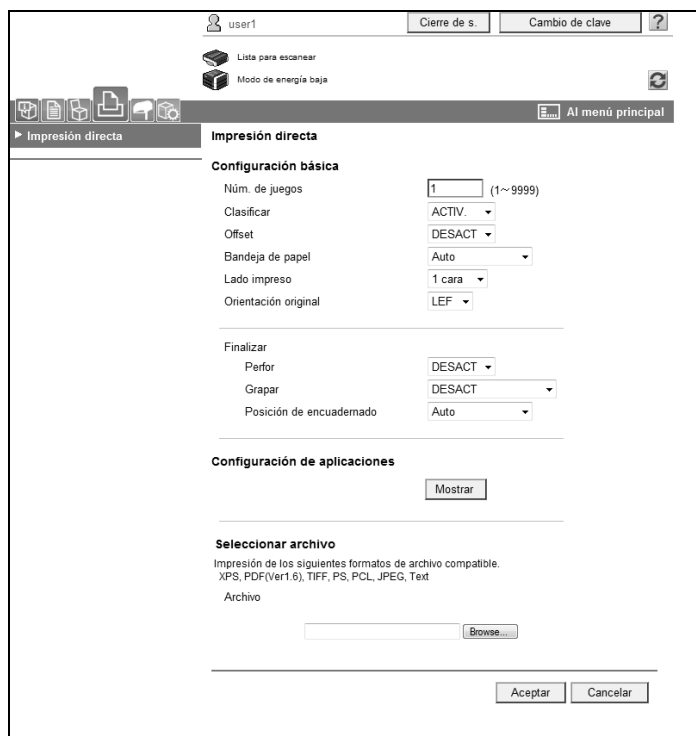 user1 Cierre de s. Cambio de clave ?
Lista para escanear
Modo de energía baja
Al menú principal
Impresión directa
Impresión directa
Configuración básica
Núm. de juegos 1 (1~9999)
Clasificar ACTIV.
Offset DESACT
Bandeja de papel Auto
Lado impreso 1 cara
Orientación original LEF
Finalizar
Perfor DESACT
Grapar DESACT
Posición de encuadernado Auto
Configuración de aplicaciones
Mostrar
Seleccionar archivo
Impresión de los siguientes formatos de archivo compatible.
XPS, PDF(Ver1.6), TIFF, PS, PCL, JPEG, Text
Archivo
Browse...
Aceptar Cancelar